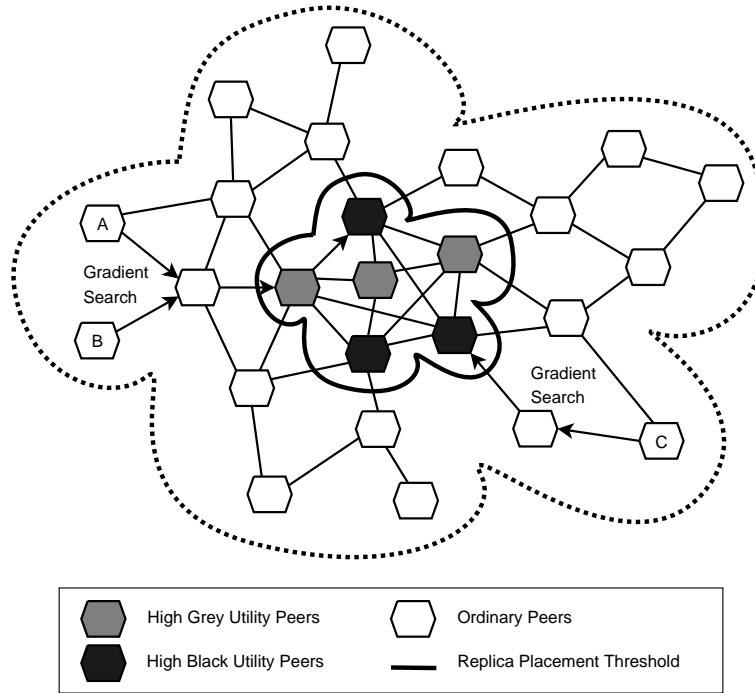 A
Gradient
Search
B
Gradient
Search
C
High Grey Utility Peers
Ordinary Peers
High Black Utility Peers
Replica Placement Threshold